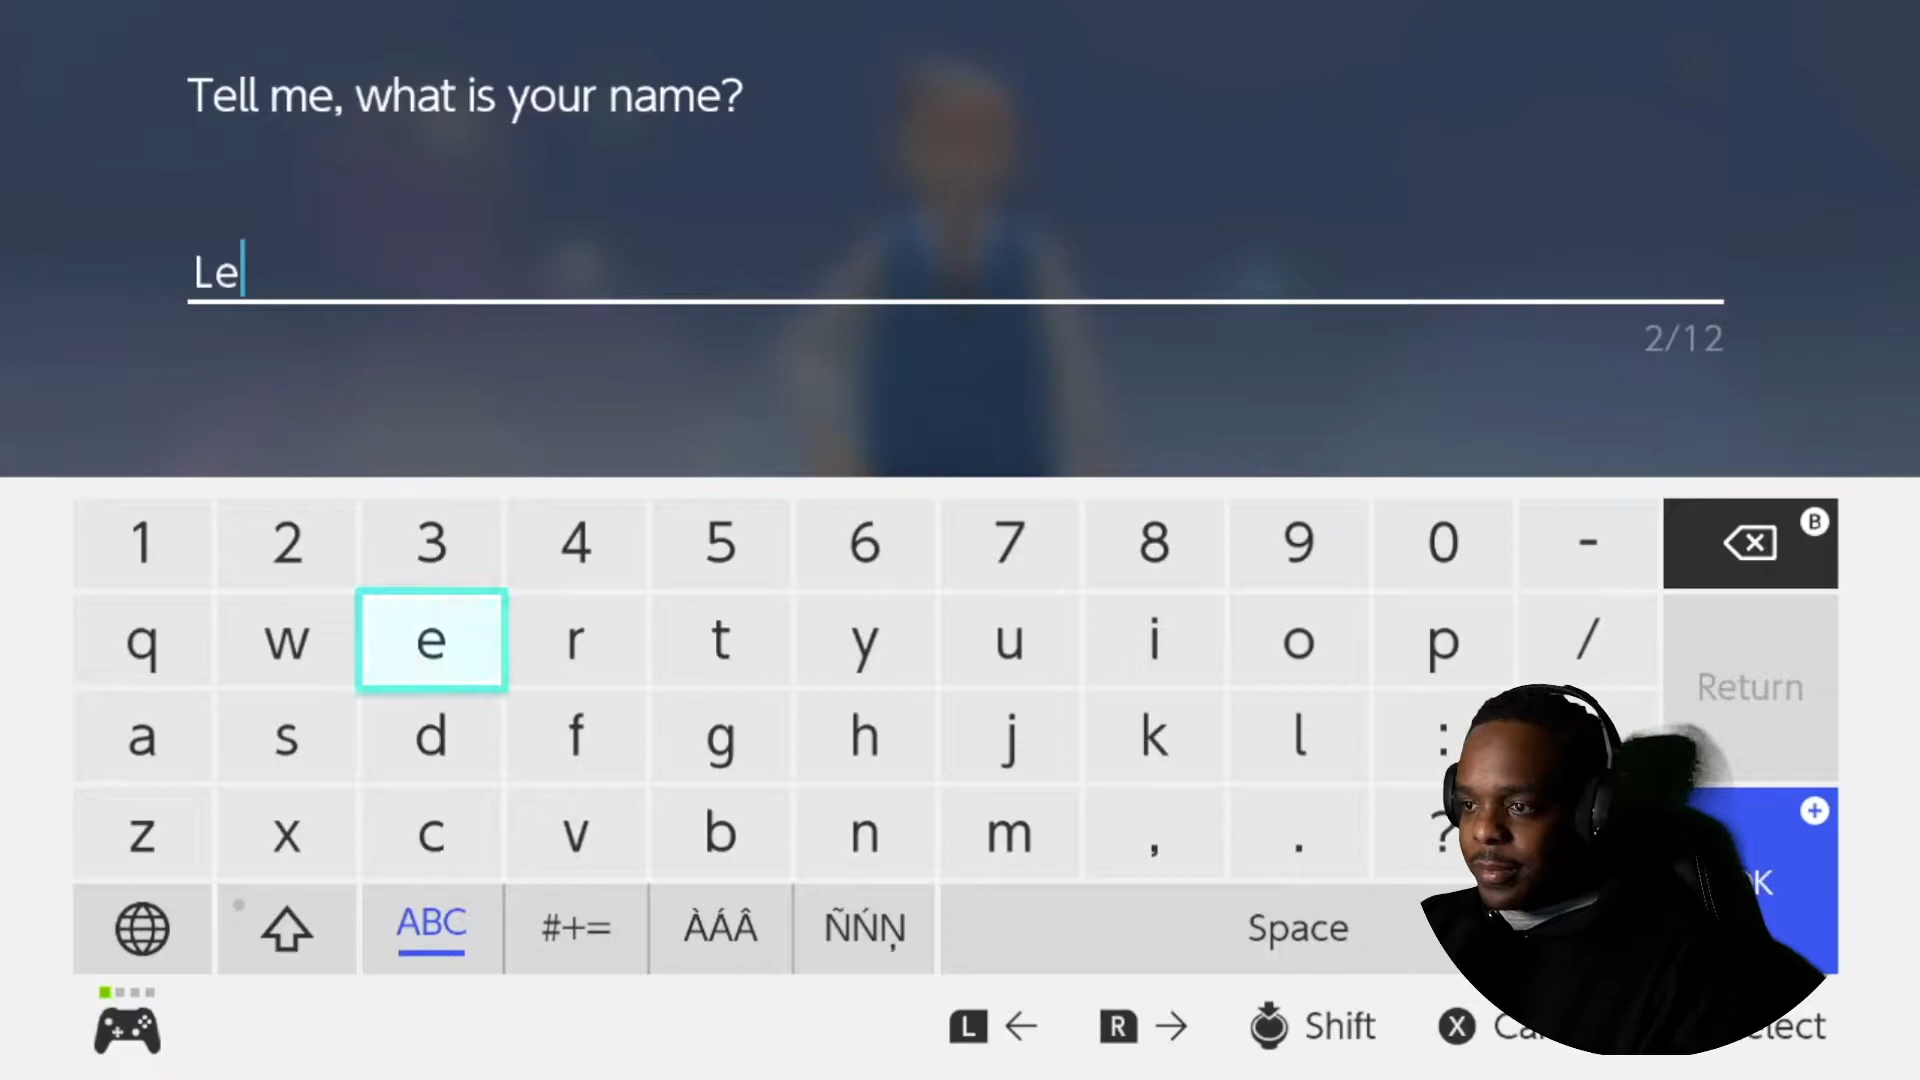 Tell me, what is your name?
Le
2/12
1 2 3 4 5 6 7 8 9 0 -
B
q w e r t y u i o p /
Return
a s d f g h j k l :
z x c v b n m , . ?
+
ABC #+= ÀÁÂ ÑŃŅ Space
L ← R → Shift X